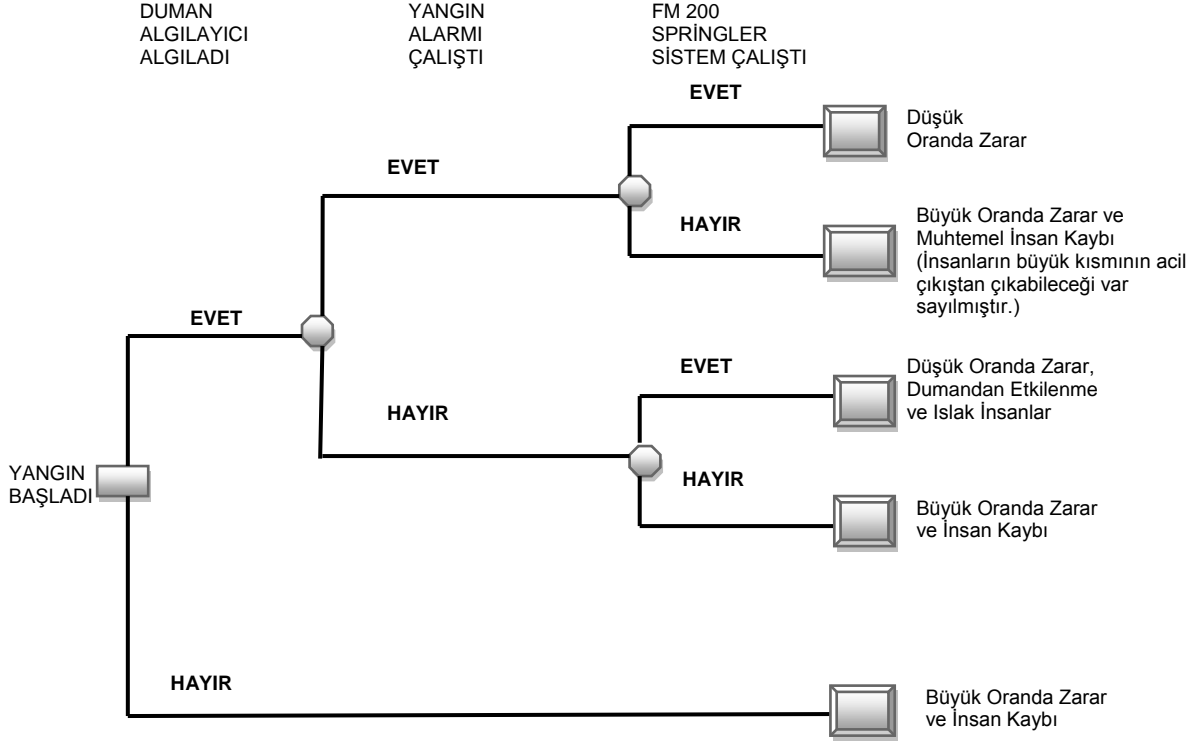 DUMAN
ALGILAYICI
ALGILADI
YANGIN
ALARMI
ÇALIŞTI
FM 200
SPRİNGLER
SİSTEM ÇALIŞTI
EVET
Düşük
Oranda Zarar
EVET
HAYIR
Büyük Oranda Zarar ve
Muhtemel İnsan Kaybı
(İnsanların büyük kısmının acil
çıkıştan çıkabileceği var
sayılmıştır.)
EVET
EVET
Düşük Oranda Zarar,
Dumandan Etkilenme
ve Islak İnsanlar
HAYIR
HAYIR
Büyük Oranda Zarar
ve İnsan Kaybı
YANGIN
BAŞLADI
HAYIR
Büyük Oranda Zarar
ve İnsan Kaybı